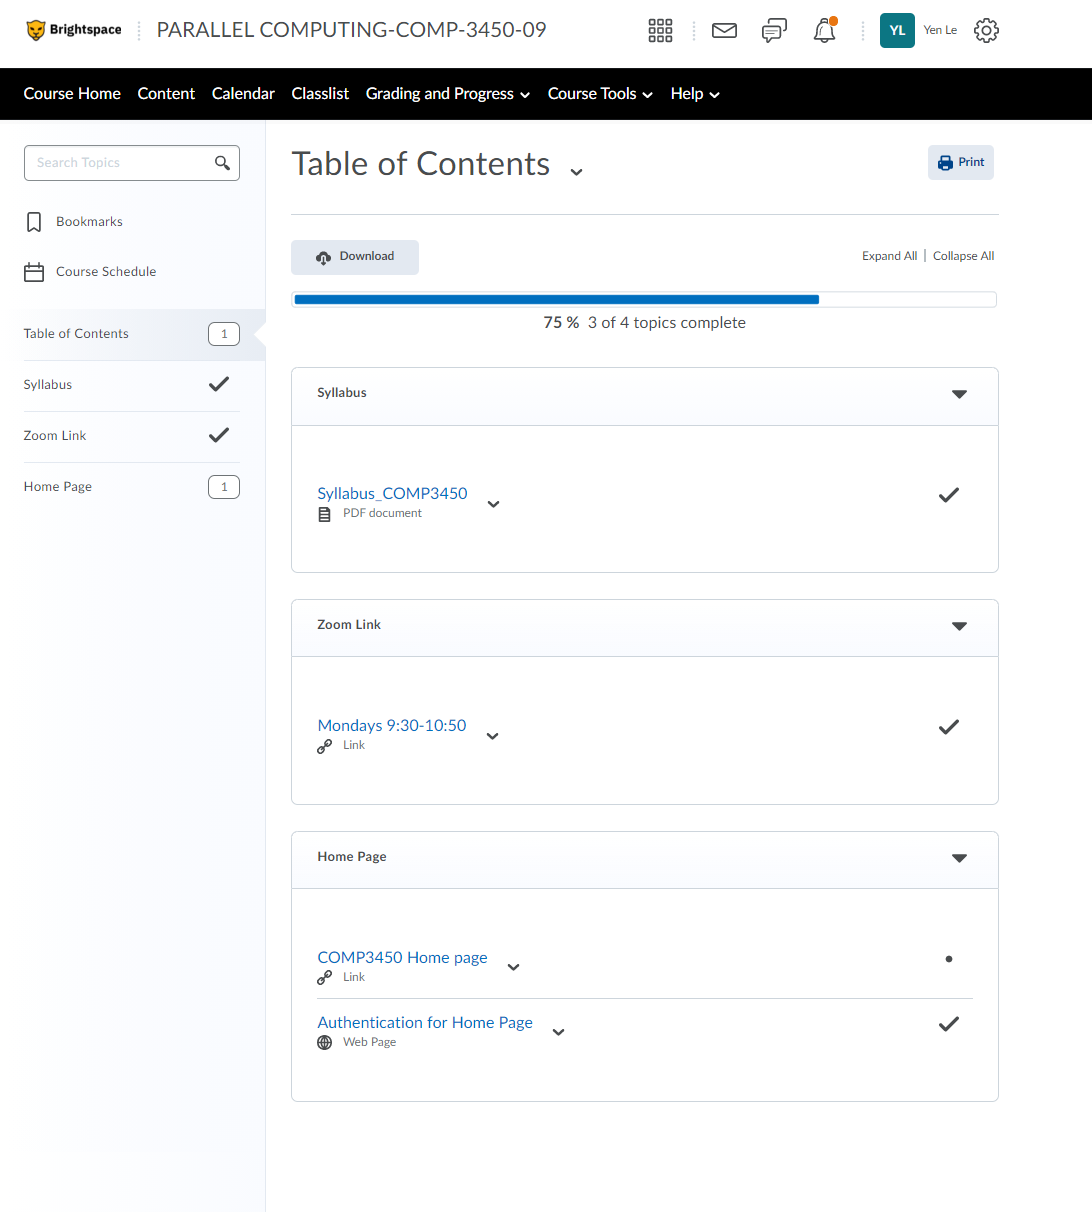 Brightspace PARALLEL COMPUTING-COMP-3450-09 YL Yen Le
Course Home Content Calendar Classlist Grading and Progress Course Tools Help
Search Topics
Bookmarks
Course Schedule
Table of Contents 1
Syllabus
Zoom Link
Home Page 1
Table of Contents
Print
Download
Expand All | Collapse All
75 % 3 of 4 topics complete
Syllabus
Syllabus_COMP3450
PDF document
Zoom Link
Mondays 9:30-10:50
Link
Home Page
COMP3450 Home page
Link
Authentication for Home Page
Web Page